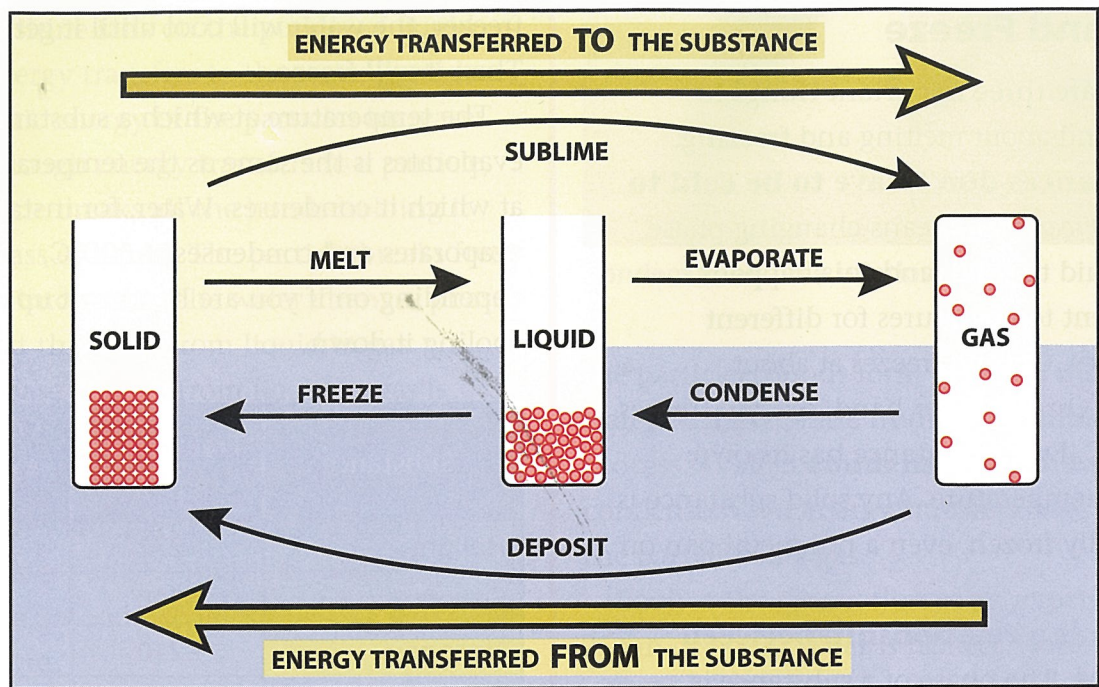 ENERGY TRANSFERRED TO THE SUBSTANCE
SUBLIME
MELT
EVAPORATE
SOLID
LIQUID
GAS
FREEZE
CONDENSE
DEPOSIT
ENERGY TRANSFERRED FROM THE SUBSTANCE